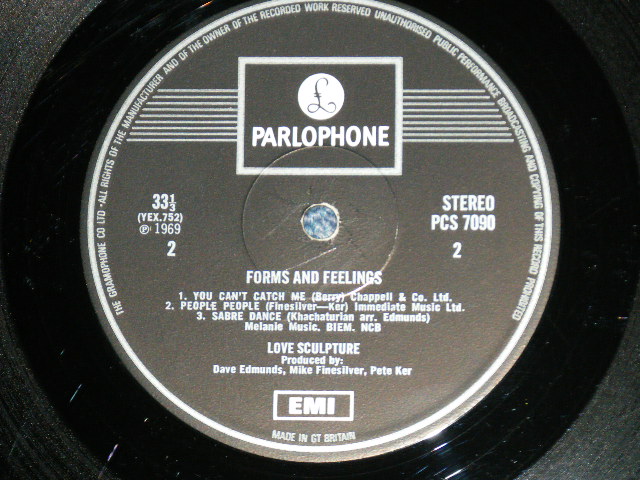 THE GRAMOPHONE CO LTD · ALL RIGHTS OF THE MANUFACTURER AND OF THE OWNER OF THE RECORDED WORK RESERVED UNAUTHORISED PUBLIC PERFORMANCE BROADCASTING AND COPYING OF THIS RECORD PROHIBITED
£
PARLOPHONE
33⅓
(YEX.752)
℗ 1969
2
STEREO
PCS 7090
2
FORMS AND FEELINGS
1. YOU CAN'T CATCH ME (Berry) Chappell & Co. Ltd.
2. PEOPLE PEOPLE (Finesilver—Ker) Immediate Music Ltd.
3. SABRE DANCE (Khachaturian arr. Edmunds)
Melanie Music. BIEM. NCB
LOVE SCULPTURE
Produced by:
Dave Edmunds, Mike Finesilver, Pete Ker
EMI
MADE IN GT BRITAIN